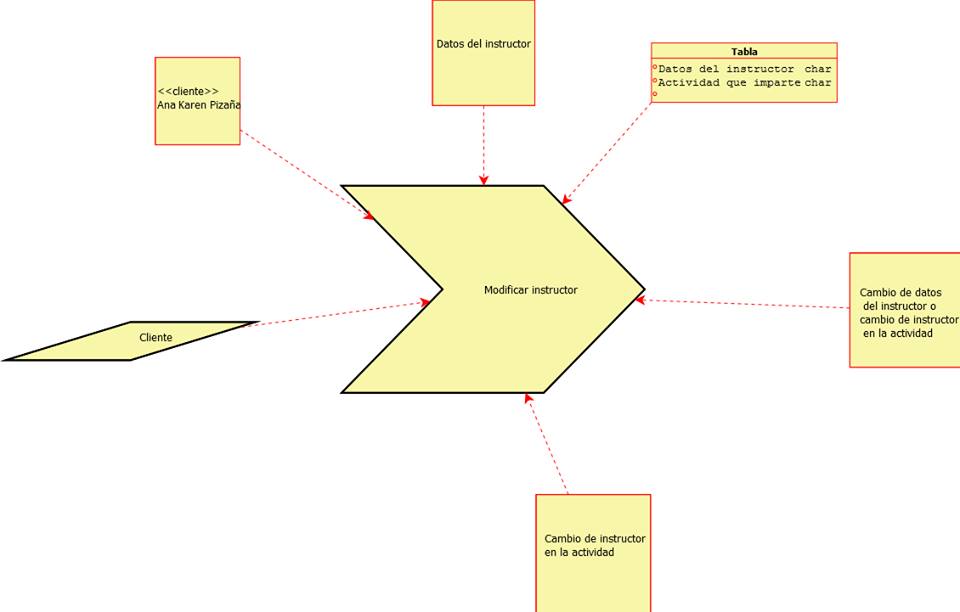 Datos del instructor
Tabla
Datos del instructor char
Actividad que imparte char
<<cliente>>
Ana Karen Pizaña
Modificar instructor
Cliente
Cambio de datos
del instructor o
cambio de instructor
en la actividad
Cambio de instructor
en la actividad